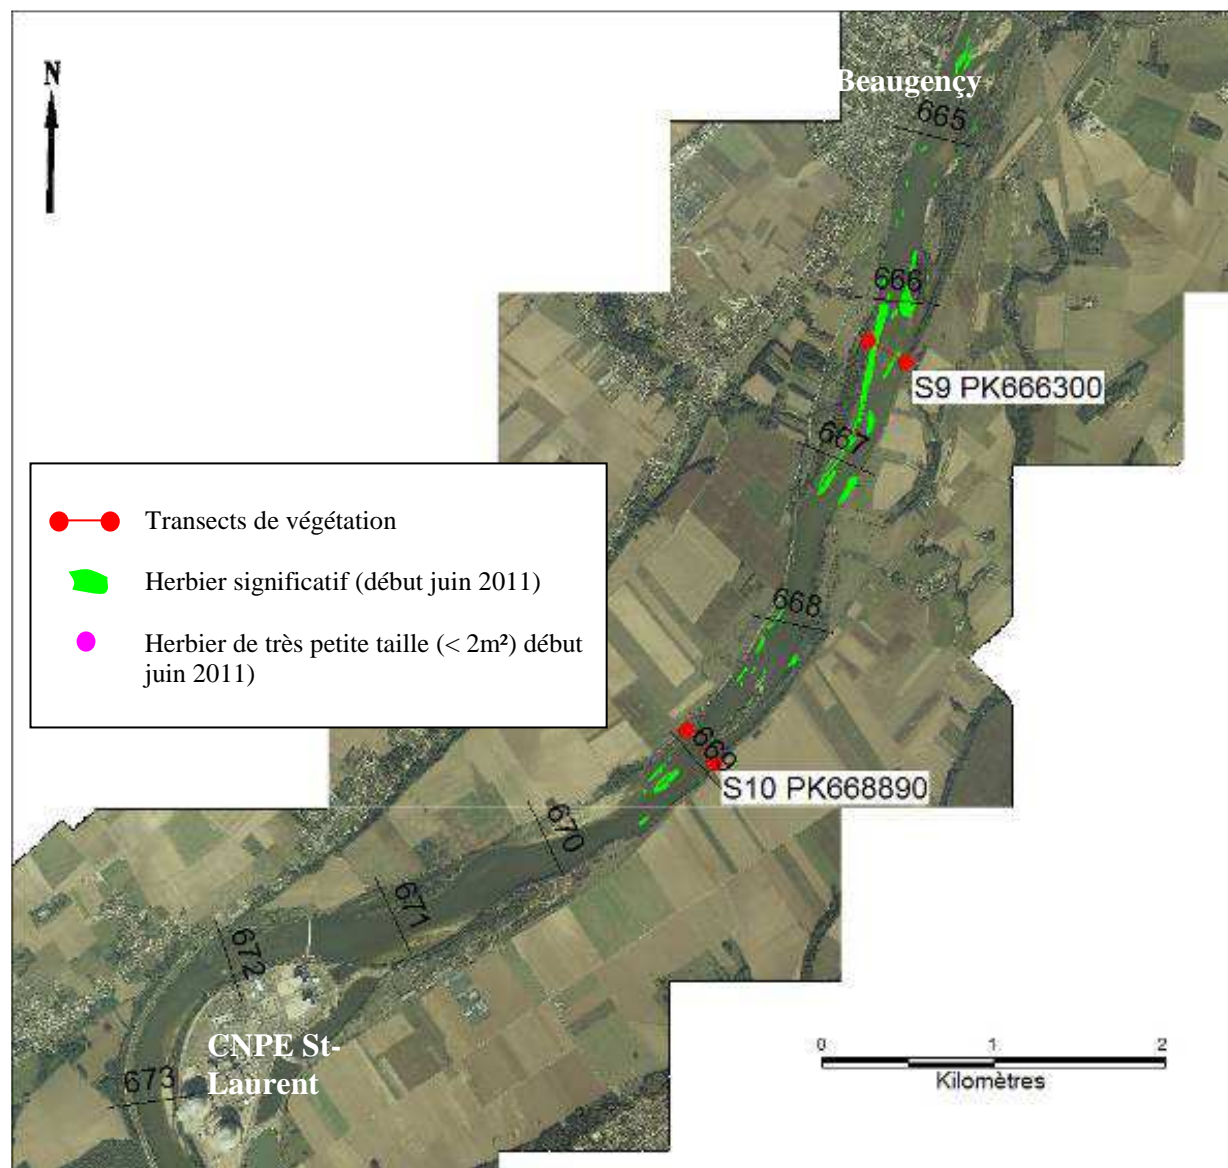 N
Beaugençy
665
666
S9 PK666300
667
Transects de végétation
Herbier significatif (début juin 2011)
668
Herbier de très petite taille (< 2m²) début
juin 2011)
669
S10 PK668890
670
671
672
CNPE St-
Laurent
673
0 1 2
Kilomètres